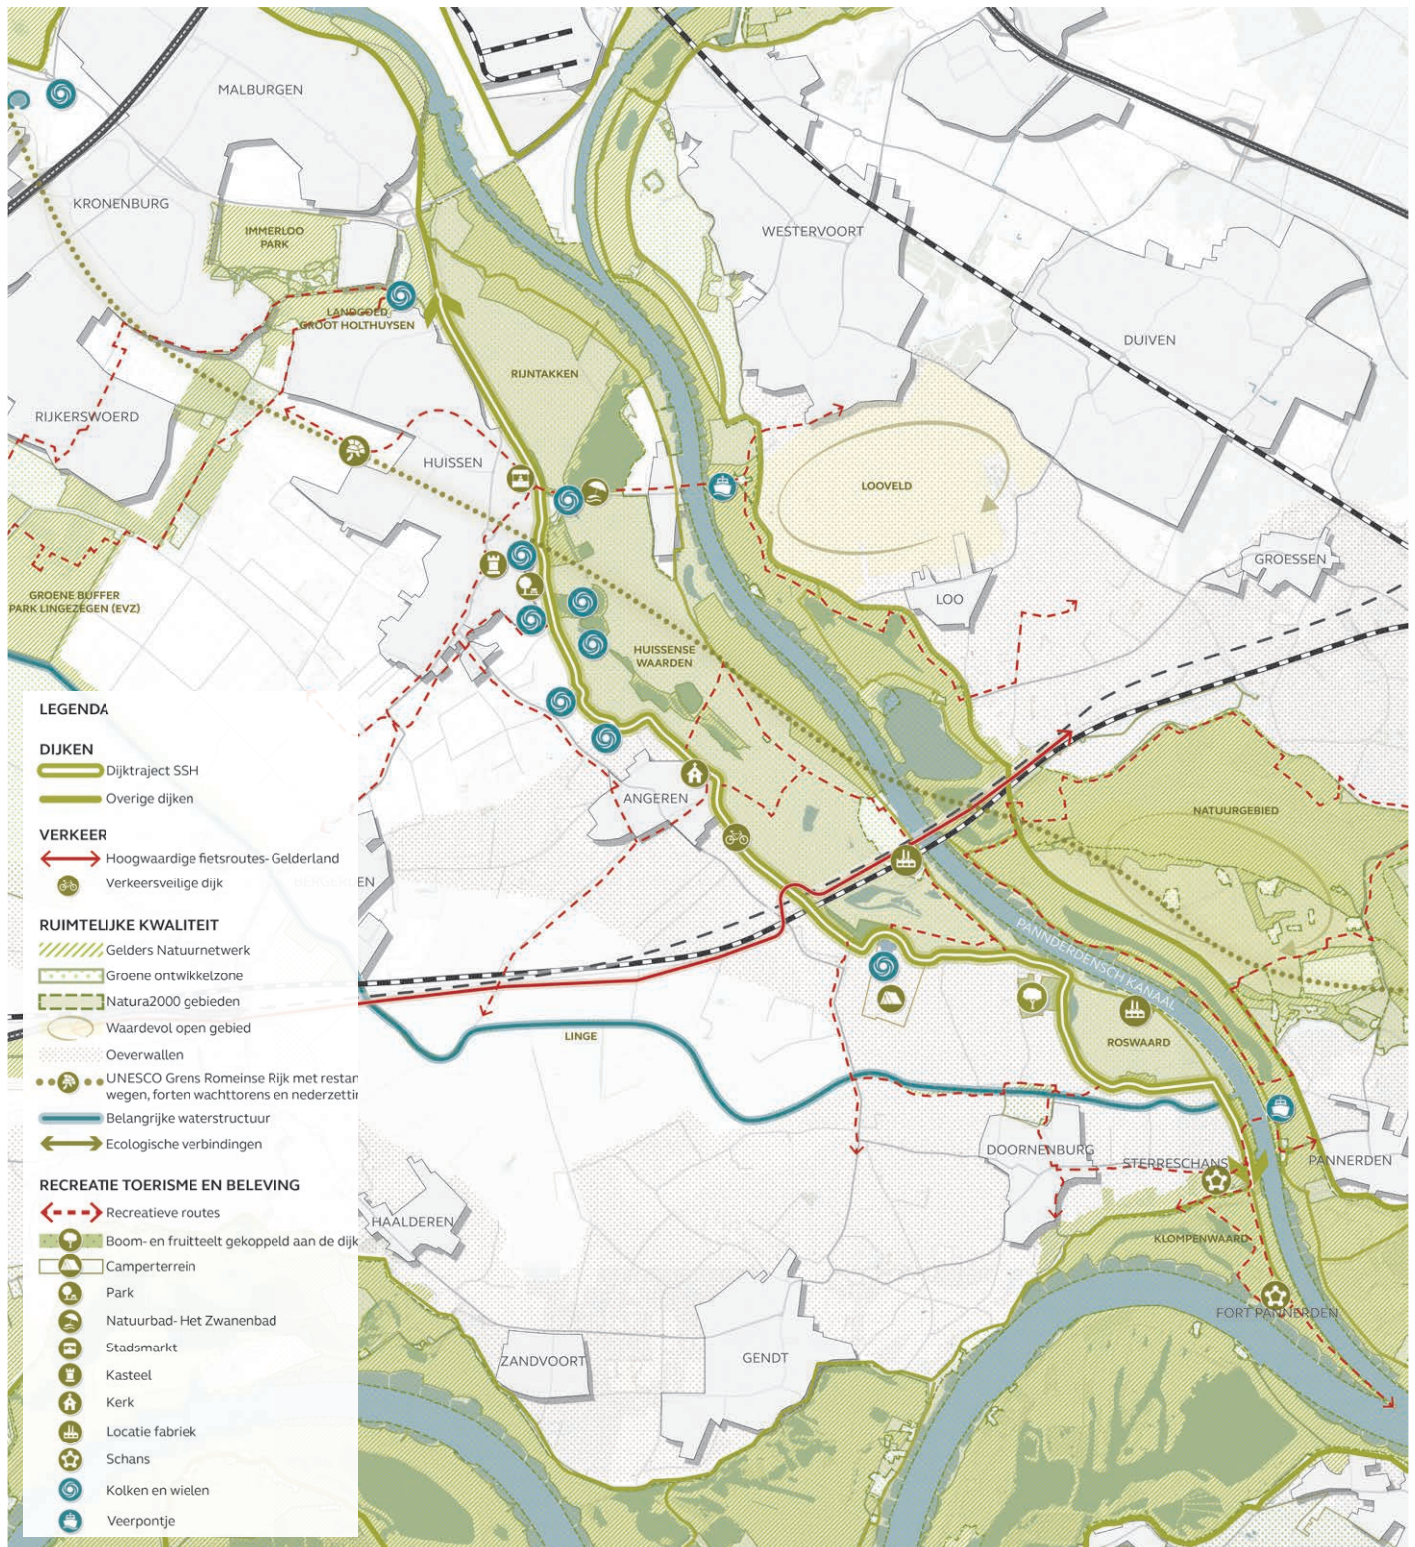 MALBURGEN
KRONENBURG
IMMERLOO
PARK
WESTERVOORT
LANDGOED
GROOT HOLTHUYSEN
DUIVEN
RIJNTAKKEN
RIJKERSWOERD
HUISSEN
LOOVELD
GROESSEN
GROENE BUFFER
PARK LINGEZEGEN (EVZ)
LOO
HUISSENSE
WAARDEN
ANGEREN
NATUURGEBIED
PANNDERDENSCH KANAAL
LINGE
ROSWAARD
DOORNENBURG
STERRESCHANS
PANNERDEN
HAALDEREN
KLOMPENWAARD
FORT PANNERDEN
ZANDVOORT
GENDT
LEGENDA
DIJKEN
Dijktraject SSH
Overige dijken
VERKEER
Hoogwaardige fietsroutes- Gelderland
Verkeersveilige dijk
RUIMTELIJKE KWALITEIT
Gelders Natuurnetwerk
Groene ontwikkelzone
Natura2000 gebieden
Waardevol open gebied
Oeverwallen
UNESCO Grens Romeinse Rijk met restan
wegen, forten wachttorens en nederzettin
Belangrijke waterstructuur
Ecologische verbindingen
RECREATIE TOERISME EN BELEVING
Recreatieve routes
Boom- en fruitteelt gekoppeld aan de dijk
Camperterrein
Park
Natuurbad- Het Zwanenbad
Stadsmarkt
Kasteel
Kerk
Locatie fabriek
Schans
Kolken en wielen
Veerpontje